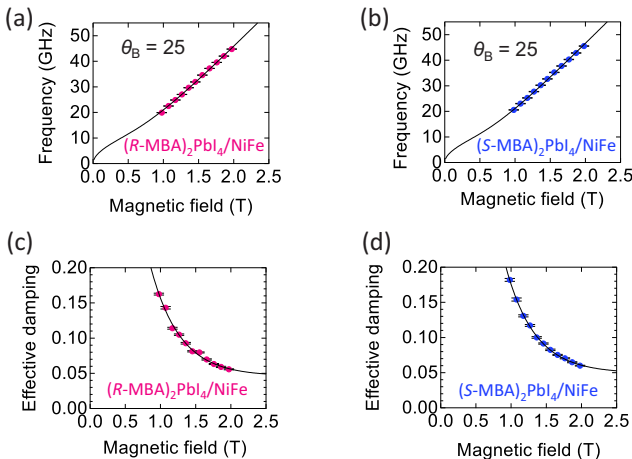 (a)
50
40
30
20
10
0
Frequency (GHz)
θB = 25
(R-MBA)2PbI4/NiFe
0.0 0.5 1.0 1.5 2.0 2.5
Magnetic field (T)
(b)
50
40
30
20
10
0
Frequency (GHz)
θB = 25
(S-MBA)2PbI4/NiFe
0.0 0.5 1.0 1.5 2.0 2.5
Magnetic field (T)
(c)
0.20
0.15
0.10
0.05
0.00
Effective damping
(R-MBA)2PbI4/NiFe
0.0 0.5 1.0 1.5 2.0 2.5
Magnetic field (T)
(d)
0.20
0.15
0.10
0.05
0.00
Effective damping
(S-MBA)2PbI4/NiFe
0.0 0.5 1.0 1.5 2.0 2.5
Magnetic field (T)